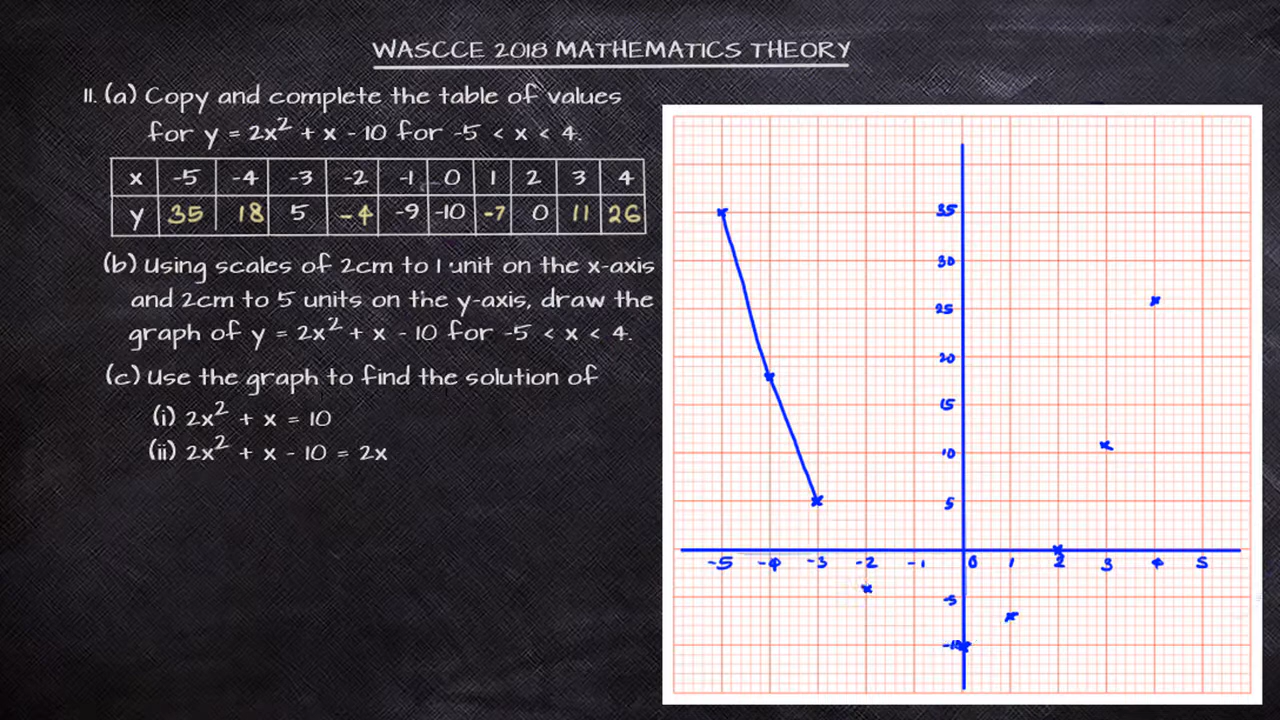 WASCCE 2018 MATHEMATICS THEORY
11. (a) Copy and complete the table of values
for y = 2x² + x - 10 for -5 < x < 4.
x -5 -4 -3 -2 -1 0 1 2 3 4
y 35 18 5 -4 -9 -10 -7 0 11 26
(b) Using scales of 2cm to 1 unit on the x-axis
and 2cm to 5 units on the y-axis, draw the
graph of y = 2x² + x - 10 for -5 < x < 4.
(c) Use the graph to find the solution of
(i) 2x² + x = 10
(ii) 2x² + x - 10 = 2x
35
30
25
20
15
10
5
-5 -4 -3 -2 -1 0 1 2 3 4 5
-5
-10